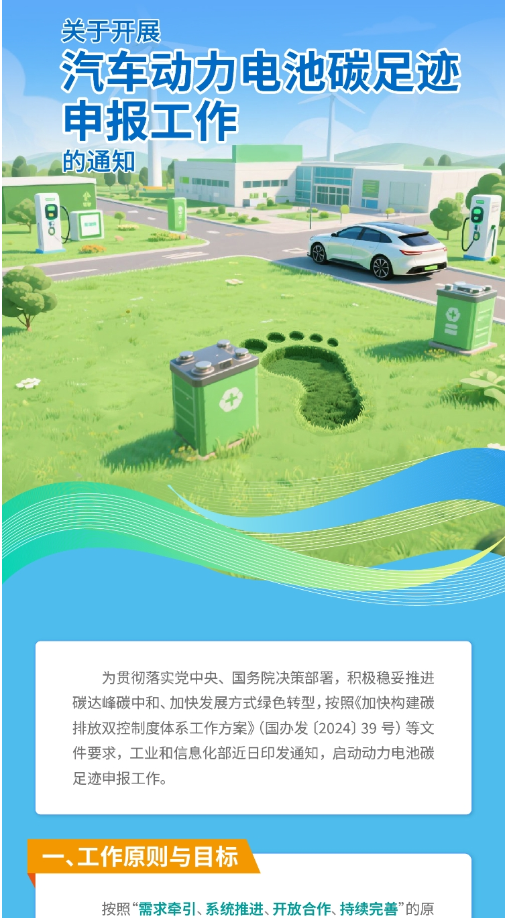 关于开展
汽车动力电池碳足迹
申报工作
的通知
为贯彻落实党中央、国务院决策部署，积极稳妥推进
碳达峰碳中和、加快发展方式绿色转型，按照《加快构建碳
排放双控制度体系工作方案》（国办发〔2024〕39 号）等文
件要求，工业和信息化部近日印发通知，启动动力电池碳
足迹申报工作。
一、工作原则与目标
按照“需求牵引、系统推进、开放合作、持续完善”的原